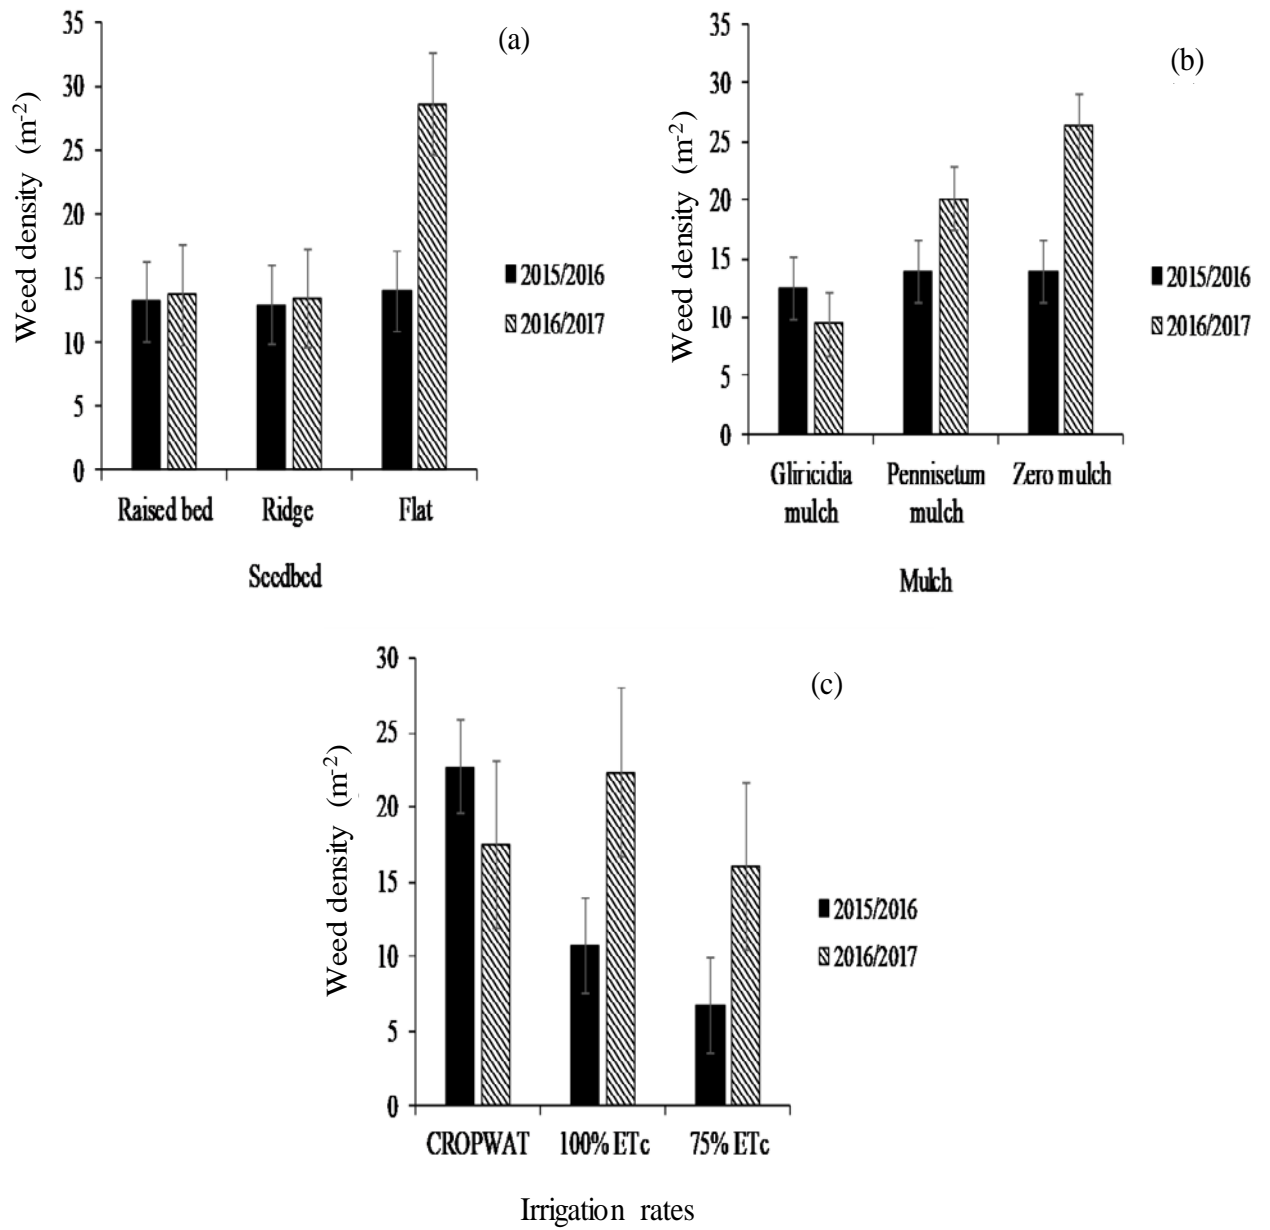 (a)
Weed density (m-2)
35
30
25
20
15
10
5
0
Raised bed Ridge Flat
Seedbed
2015/2016
2016/2017
(b)
Weed density (m-2)
35
30
25
20
15
10
5
0
Gliricidia mulch
Pennisetum mulch
Zero mulch
Mulch
2015/2016
2016/2017
(c)
Weed density (m-2)
30
25
20
15
10
5
0
CROPWAT 100% ETc 75% ETc
Irrigation rates
2015/2016
2016/2017